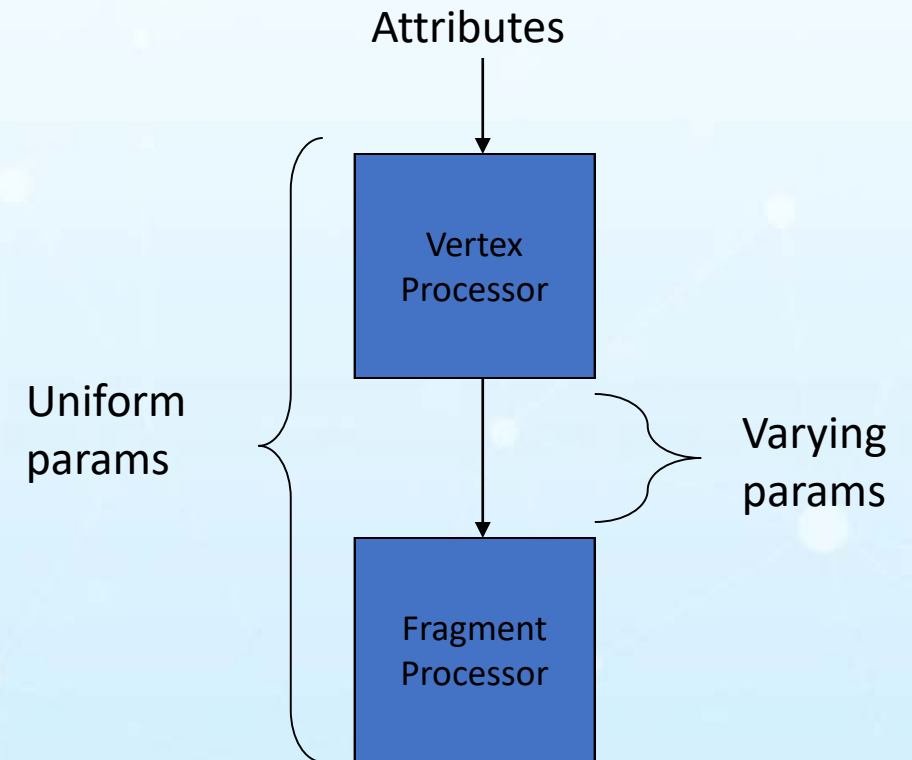 Attributes
Vertex
Processor
Uniform
params
Varying
params
Fragment
Processor